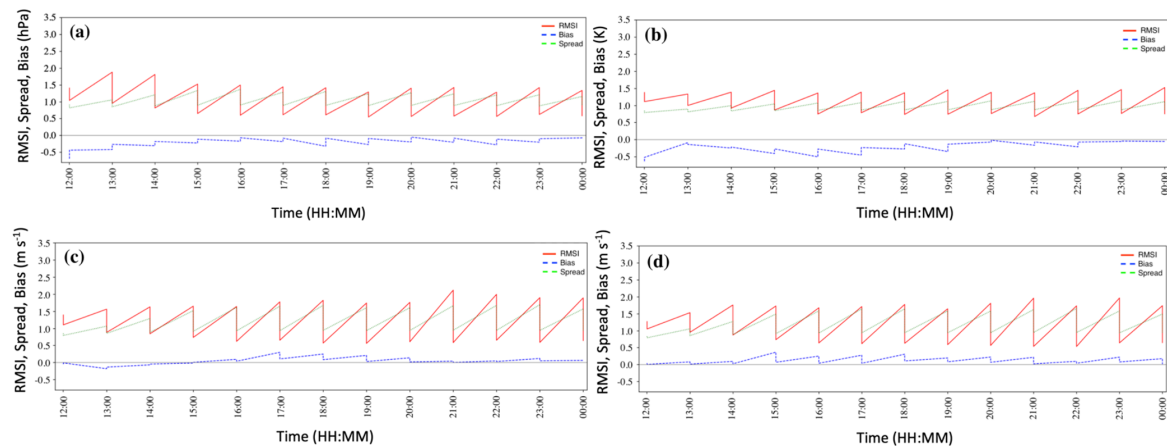 (a)
RMSI, Spread, Bias (hPa)
3.5
3.0
2.5
2.0
1.5
1.0
0.5
0.0
-0.5
RMSI
Bias
Spread
12:00 13:00 14:00 15:00 16:00 17:00 18:00 19:00 20:00 21:00 22:00 23:00 00:00
Time (HH:MM)
(b)
RMSI, Spread, Bias (K)
3.5
3.0
2.5
2.0
1.5
1.0
0.5
0.0
-0.5
RMSI
Bias
Spread
12:00 13:00 14:00 15:00 16:00 17:00 18:00 19:00 20:00 21:00 22:00 23:00 00:00
Time (HH:MM)
(c)
RMSI, Spread, Bias (m s⁻¹)
3.5
3.0
2.5
2.0
1.5
1.0
0.5
0.0
-0.5
RMSI
Bias
Spread
12:00 13:00 14:00 15:00 16:00 17:00 18:00 19:00 20:00 21:00 22:00 23:00 00:00
Time (HH:MM)
(d)
RMSI, Spread, Bias (m s⁻¹)
3.5
3.0
2.5
2.0
1.5
1.0
0.5
0.0
-0.5
RMSI
Bias
Spread
12:00 13:00 14:00 15:00 16:00 17:00 18:00 19:00 20:00 21:00 22:00 23:00 00:00
Time (HH:MM)